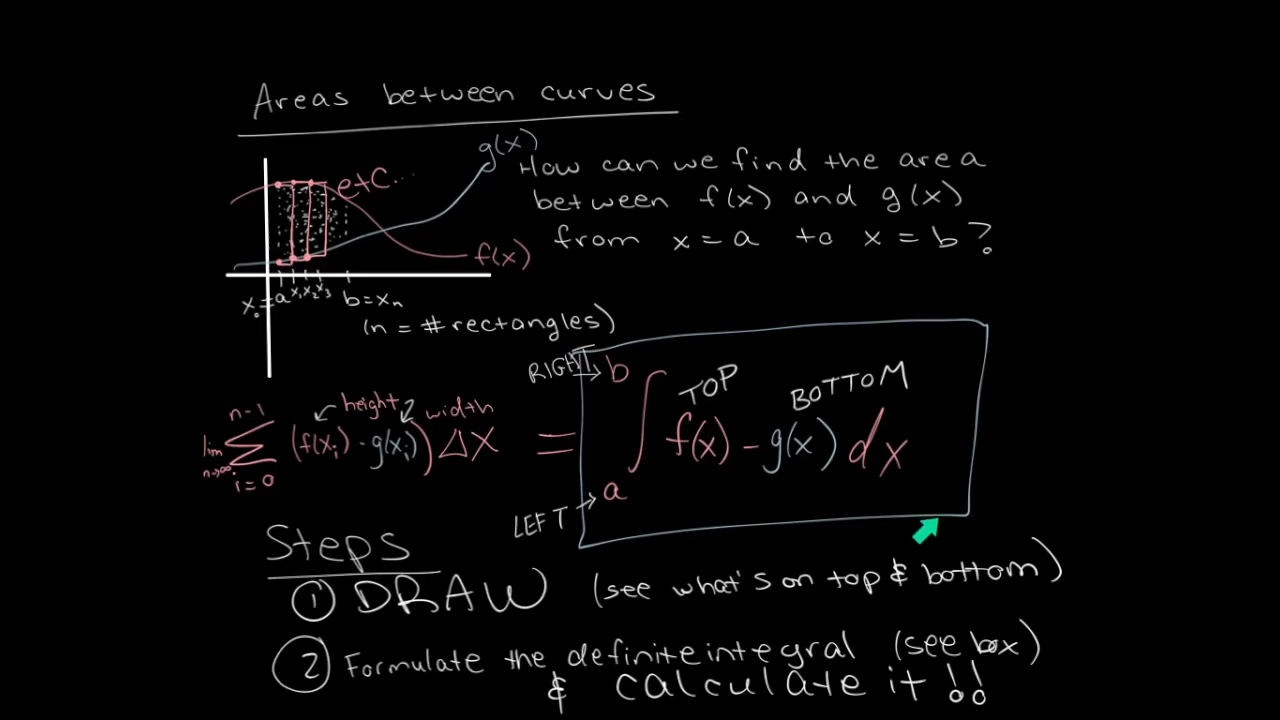 Areas between curves
g(x)
etc...
f(x)
x₀=a x₁ x₂ x₃ b=xₙ
(n = # rectangles)
How can we find the area
between f(x) and g(x)
from x = a to x = b?
height width
lim n→∞ n-1 ∑ i=0 (f(xᵢ) - g(xᵢ)) Δx =
RIGHT → b
TOP BOTTOM
∫ f(x) - g(x) dx
LEFT → a
Steps
① DRAW (see what's on top & bottom)
② Formulate the definite integral (see box)
& calculate it!!